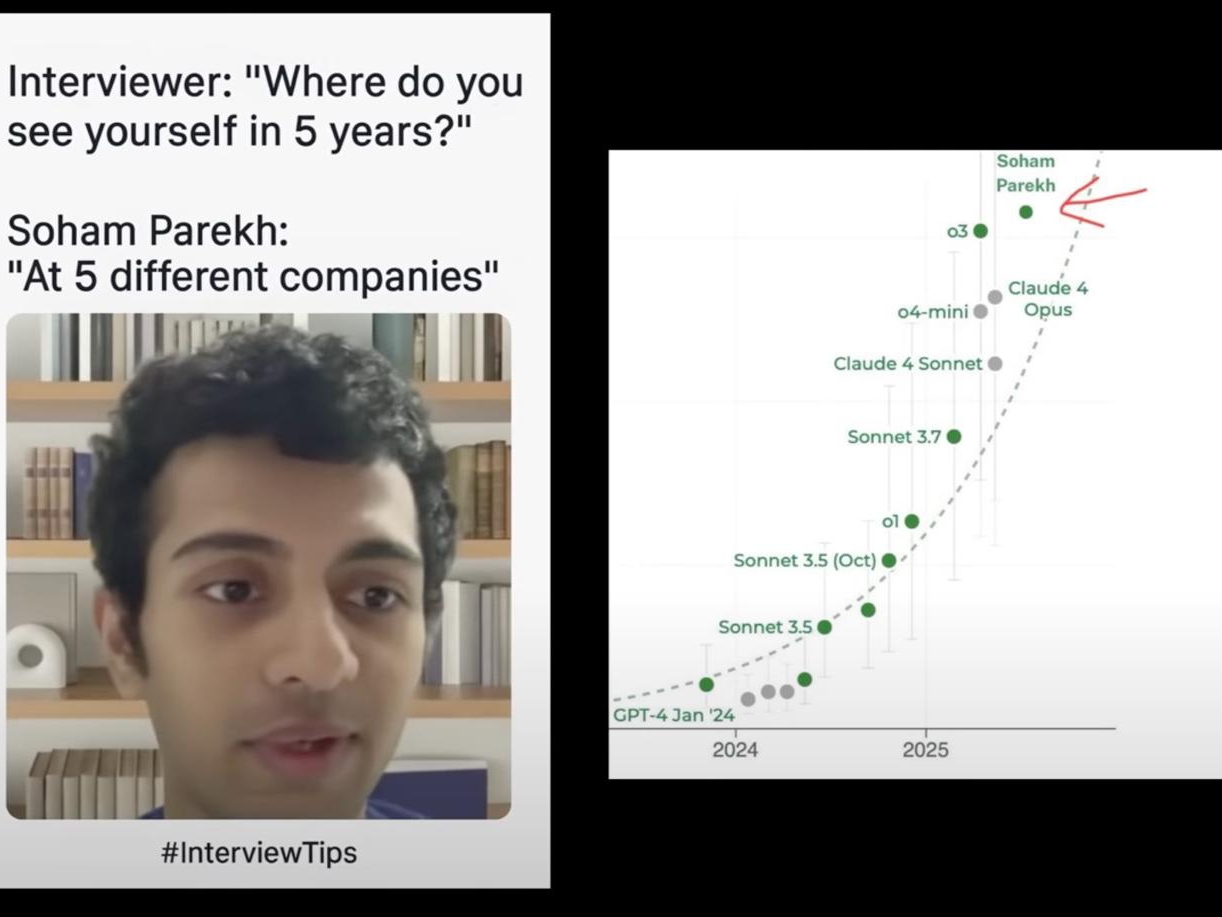 Interviewer: "Where do you
see yourself in 5 years?"
Soham Parekh:
"At 5 different companies"
#InterviewTips
Soham
Parekh
o3
Claude 4
Opus
o4-mini
Claude 4 Sonnet
Sonnet 3.7
o1
Sonnet 3.5 (Oct)
Sonnet 3.5
GPT-4 Jan '24
2024
2025